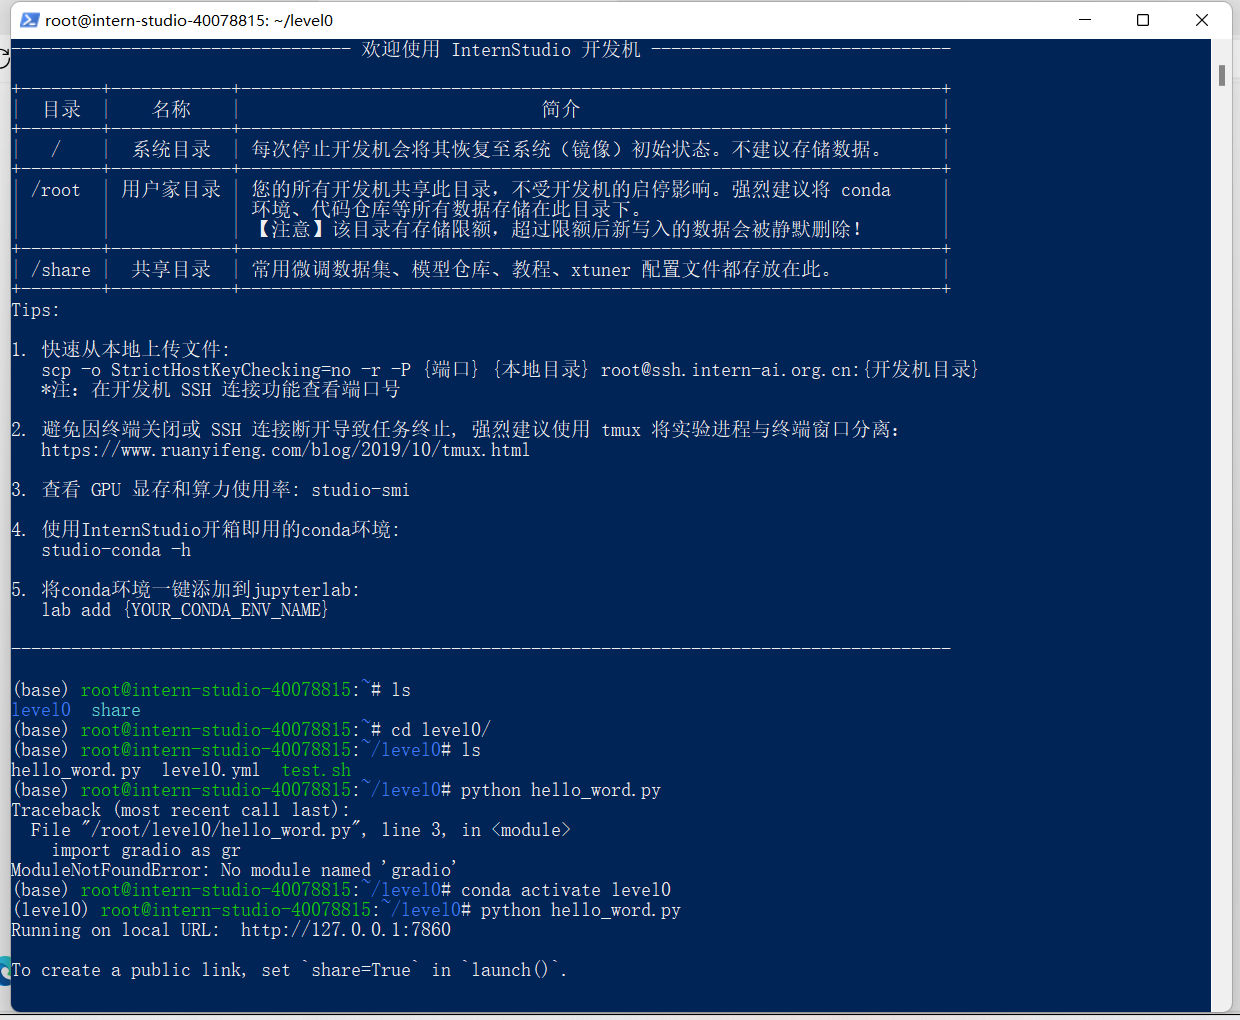 root@intern-studio-40078815: ~/level0
---------------------------------- 欢迎使用 InternStudio 开发机 ------------------------------
+---------+------------+-----------------------------------------------------------------------+
| 目录 | 名称 | 简介 |
+---------+------------+-----------------------------------------------------------------------+
| / | 系统目录 | 每次停止开发机会将其恢复至系统（镜像）初始状态。不建议存储数据。 |
+---------+------------+-----------------------------------------------------------------------+
| /root | 用户家目录 | 您的所有开发机共享此目录，不受开发机的启停影响。强烈建议将 conda |
| | | 环境、代码仓库等所有数据存储在此目录下。 |
| | | 【注意】该目录有存储限额，超过限额后新写入的数据会被静默删除！ |
+---------+------------+-----------------------------------------------------------------------+
| /share | 共享目录 | 常用微调数据集、模型仓库、教程、xtuner 配置文件都存放在此。 |
+---------+------------+-----------------------------------------------------------------------+
Tips:
1. 快速从本地上传文件:
scp -o StrictHostKeyChecking=no -r -P {端口} {本地目录} root@ssh.intern-ai.org.cn:{开发机目录}
*注: 在开发机 SSH 连接功能查看端口号
2. 避免因终端关闭或 SSH 连接断开导致任务终止, 强烈建议使用 tmux 将实验进程与终端窗口分离:
https://www.ruanyifeng.com/blog/2019/10/tmux.html
3. 查看 GPU 显存和算力使用率: studio-smi
4. 使用InternStudio开箱即用的conda环境:
studio-conda -h
5. 将conda环境一键添加到jupyterlab:
lab add {YOUR_CONDA_ENV_NAME}
----------------------------------------------------------------------------------------------
(base) root@intern-studio-40078815:~# ls
level0  share
(base) root@intern-studio-40078815:~# cd level0/
(base) root@intern-studio-40078815:~/level0# ls
hello_word.py  level0.yml  test.sh
(base) root@intern-studio-40078815:~/level0# python hello_word.py
Traceback (most recent call last):
File "/root/level0/hello_word.py", line 3, in <module>
import gradio as gr
ModuleNotFoundError: No module named 'gradio'
(base) root@intern-studio-40078815:~/level0# conda activate level0
(level0) root@intern-studio-40078815:~/level0# python hello_word.py
Running on local URL:  http://127.0.0.1:7860
To create a public link, set `share=True` in `launch()`.